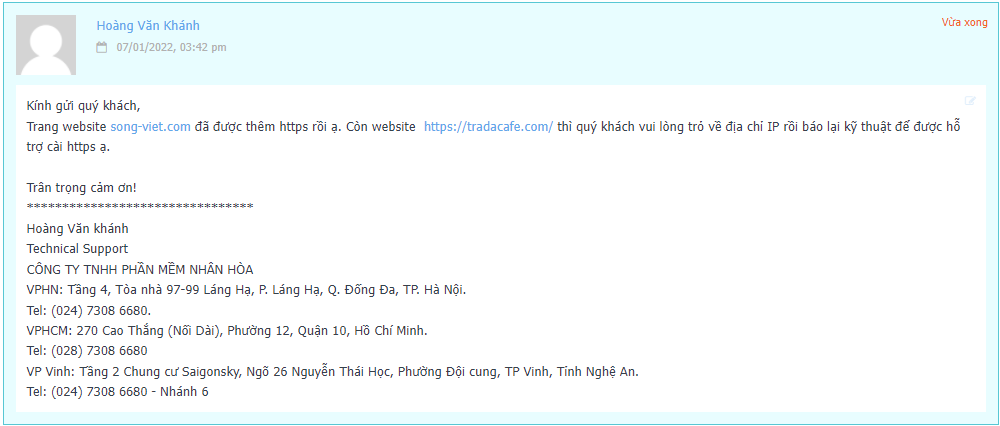 Hoàng Văn Khánh
Vừa xong
07/01/2022, 03:42 pm
Kính gửi quý khách,
Trang website song-viet.com đã được thêm https rồi ạ. Còn website https://tradacafe.com/ thì quý khách vui lòng trỏ về địa chỉ IP rồi báo lại kỹ thuật để được hỗ
trợ cài https ạ.
Trân trọng cảm ơn!
********************************
Hoàng Văn khánh
Technical Support
CÔNG TY TNHH PHẦN MỀM NHÂN HÒA
VPHN: Tầng 4, Tòa nhà 97-99 Láng Hạ, P. Láng Hạ, Q. Đống Đa, TP. Hà Nội.
Tel: (024) 7308 6680.
VPHCM: 270 Cao Thắng (Nối Dài), Phường 12, Quận 10, Hồ Chí Minh.
Tel: (028) 7308 6680
VP Vinh: Tầng 2 Chung cư Saigonsky, Ngõ 26 Nguyễn Thái Học, Phường Đội cung, TP Vinh, Tỉnh Nghệ An.
Tel: (024) 7308 6680 - Nhánh 6